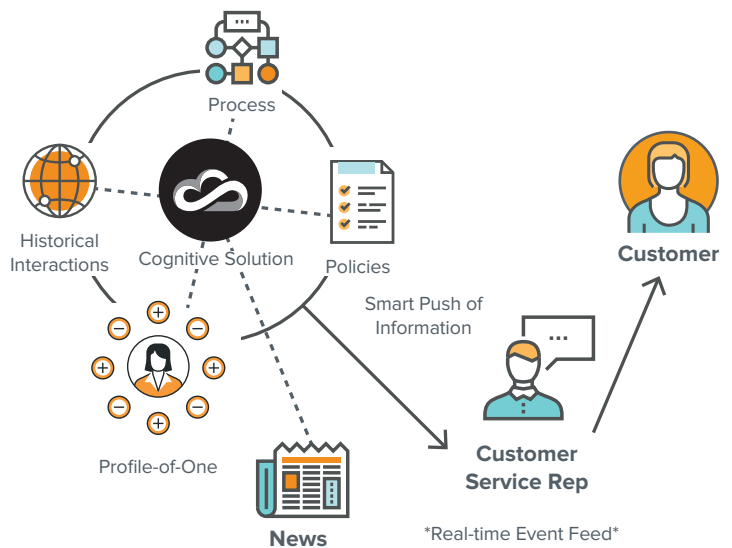 Process
Historical
Interactions
Cognitive Solution
Policies
Customer
Smart Push of
Information
Profile-of-One
Customer
Service Rep
News
*Real-time Event Feed*